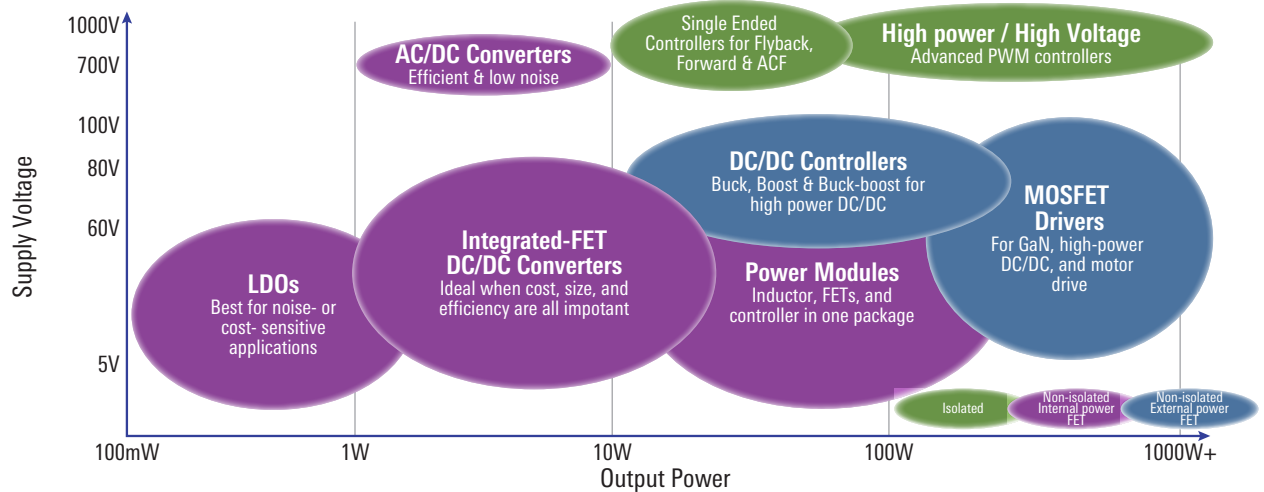 1000V
700V
100V
80V
60V
5V
Supply Voltage
AC/DC Converters
Efficient & low noise
Single Ended
Controllers for Flyback,
Forward & ACF
High power / High Voltage
Advanced PWM controllers
DC/DC Controllers
Buck, Boost & Buck-boost for
high power DC/DC
MOSFET
Drivers
For GaN, high-power
DC/DC, and motor
drive
Integrated-FET
DC/DC Converters
Ideal when cost, size, and
efficiency are all impotant
LDOs
Best for noise- or
cost- sensitive
applications
Power Modules
Inductor, FETs, and
controller in one package
Isolated
Non-isolated
Internal power
FET
Non-isolated
External power
FET
100mW
1W
10W
100W
1000W+
Output Power